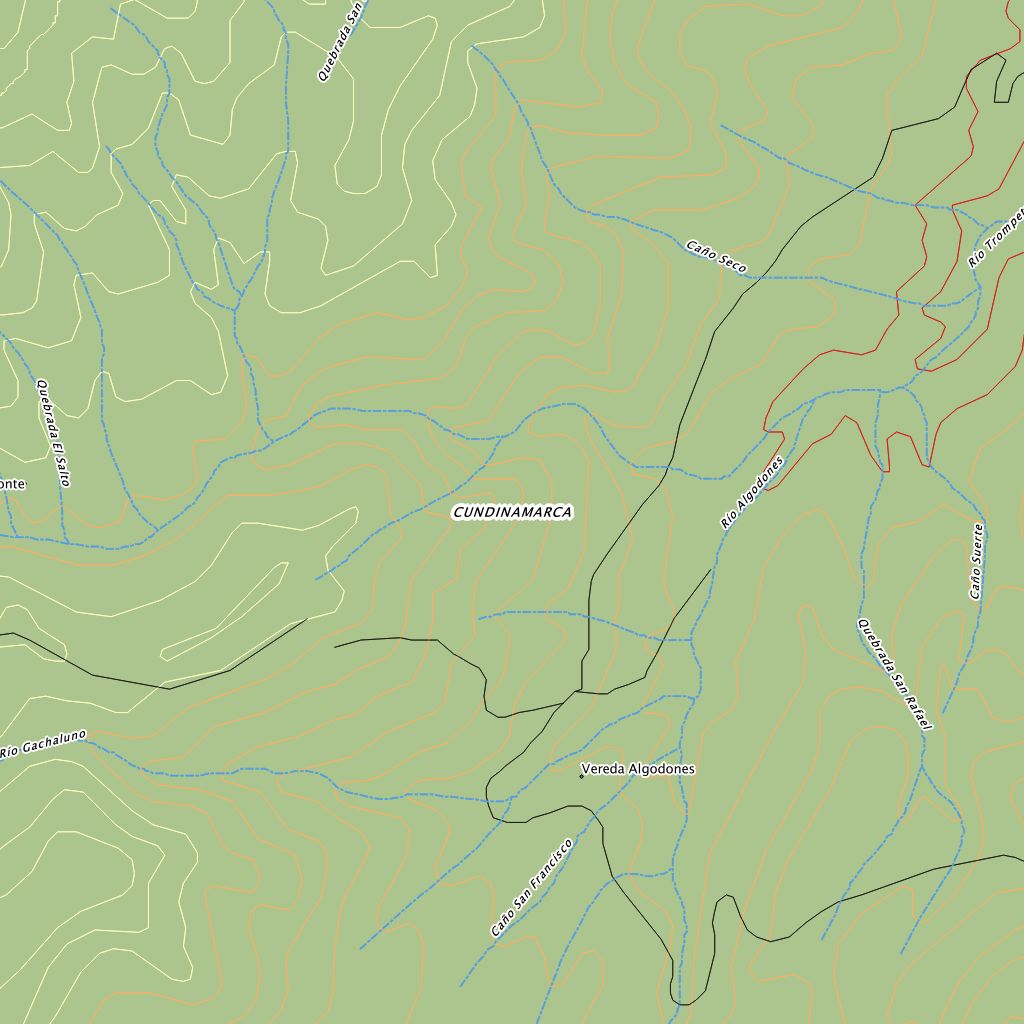 Quebrada San
Caño Seco
Río Trompet
Quebrada El Salto
onte
Río Algodones
CUNDINAMARCA
Caño Suerte
Quebrada San Rafael
Río Gachaluno
Vereda Algodones
Caño San Francisco